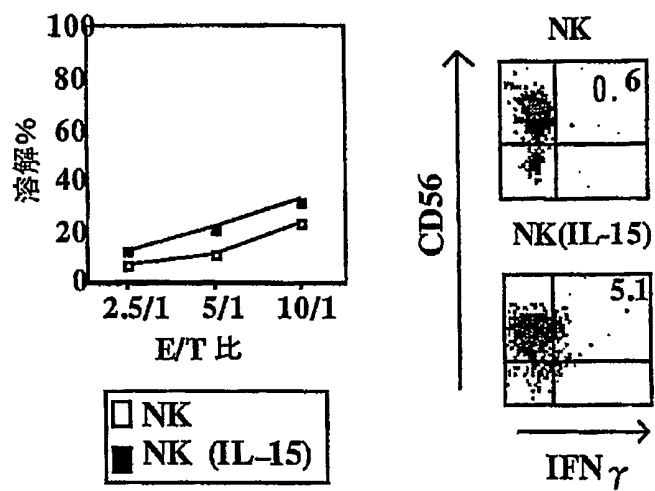 100
80
60
40
20
0
溶解%
2.5/1 5/1 10/1
E/T 比
NK
NK (IL-15)
NK
0.6
CD56
NK(IL-15)
5.1
IFNγ